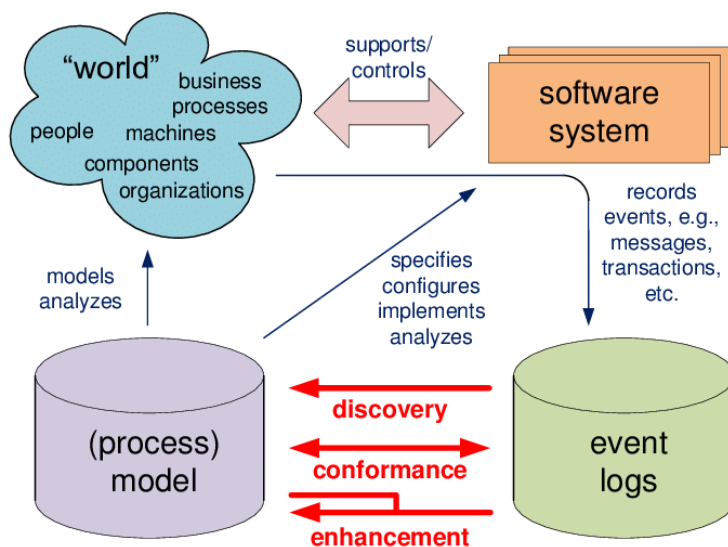 “world”
business
processes
people
machines
components
organizations
supports/
controls
software
system
records
events, e.g.,
messages,
transactions,
etc.
models
analyzes
specifies
configures
implements
analyzes
(process)
model
discovery
conformance
enhancement
event
logs